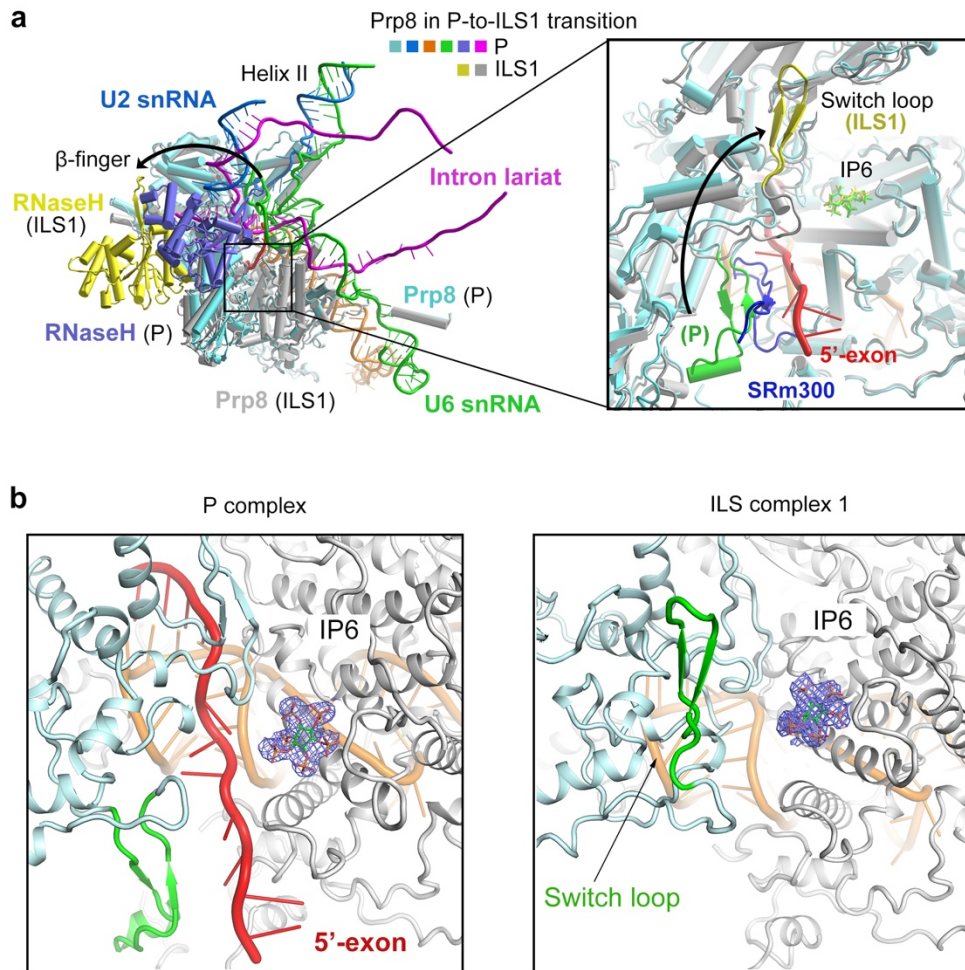 a
Prp8 in P-to-ILS1 transition
P
ILS1
Helix II
U2 snRNA
β-finger
RNaseH
(ILS1)
Intron lariat
Prp8 (P)
RNaseH (P)
Prp8 (ILS1)
U6 snRNA
Switch loop
(ILS1)
IP6
(P)
5’-exon
SRm300
b
P complex
ILS complex 1
IP6
5’-exon
IP6
Switch loop